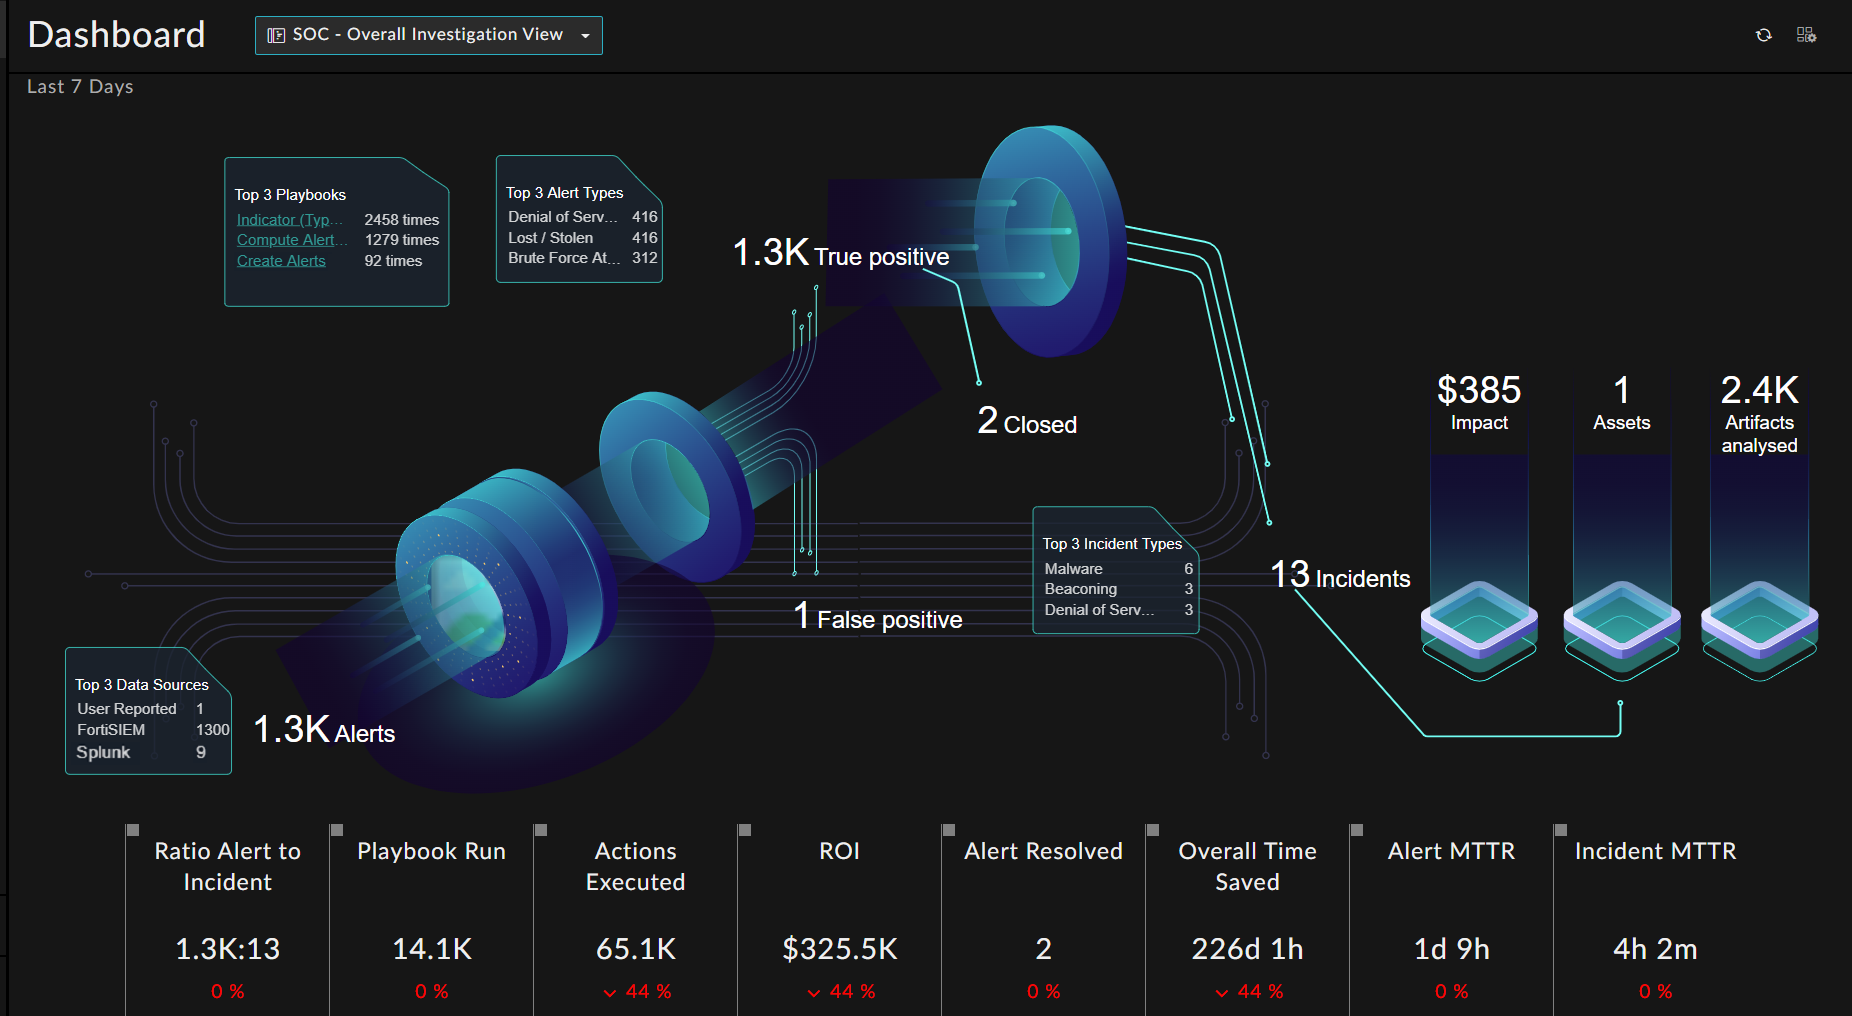 Dashboard
SOC - Overall Investigation View
Last 7 Days
Top 3 Playbooks
Indicator (Typ... 2458 times
Compute Alert... 1279 times
Create Alerts 92 times
Top 3 Alert Types
Denial of Serv... 416
Lost / Stolen 416
Brute Force At... 312
1.3K True positive
2 Closed
$385
Impact
1
Assets
2.4K
Artifacts
analysed
Top 3 Incident Types
Malware 6
Beaconing 3
Denial of Serv... 3
13 Incidents
1 False positive
Top 3 Data Sources
User Reported 1
FortiSIEM 1300
Splunk 9
1.3K Alerts
Ratio Alert to
Incident
1.3K:13
0 %
Playbook Run
14.1K
0 %
Actions
Executed
65.1K
44 %
ROI
$325.5K
44 %
Alert Resolved
2
0 %
Overall Time
Saved
226d 1h
44 %
Alert MTTR
1d 9h
0 %
Incident MTTR
4h 2m
0 %